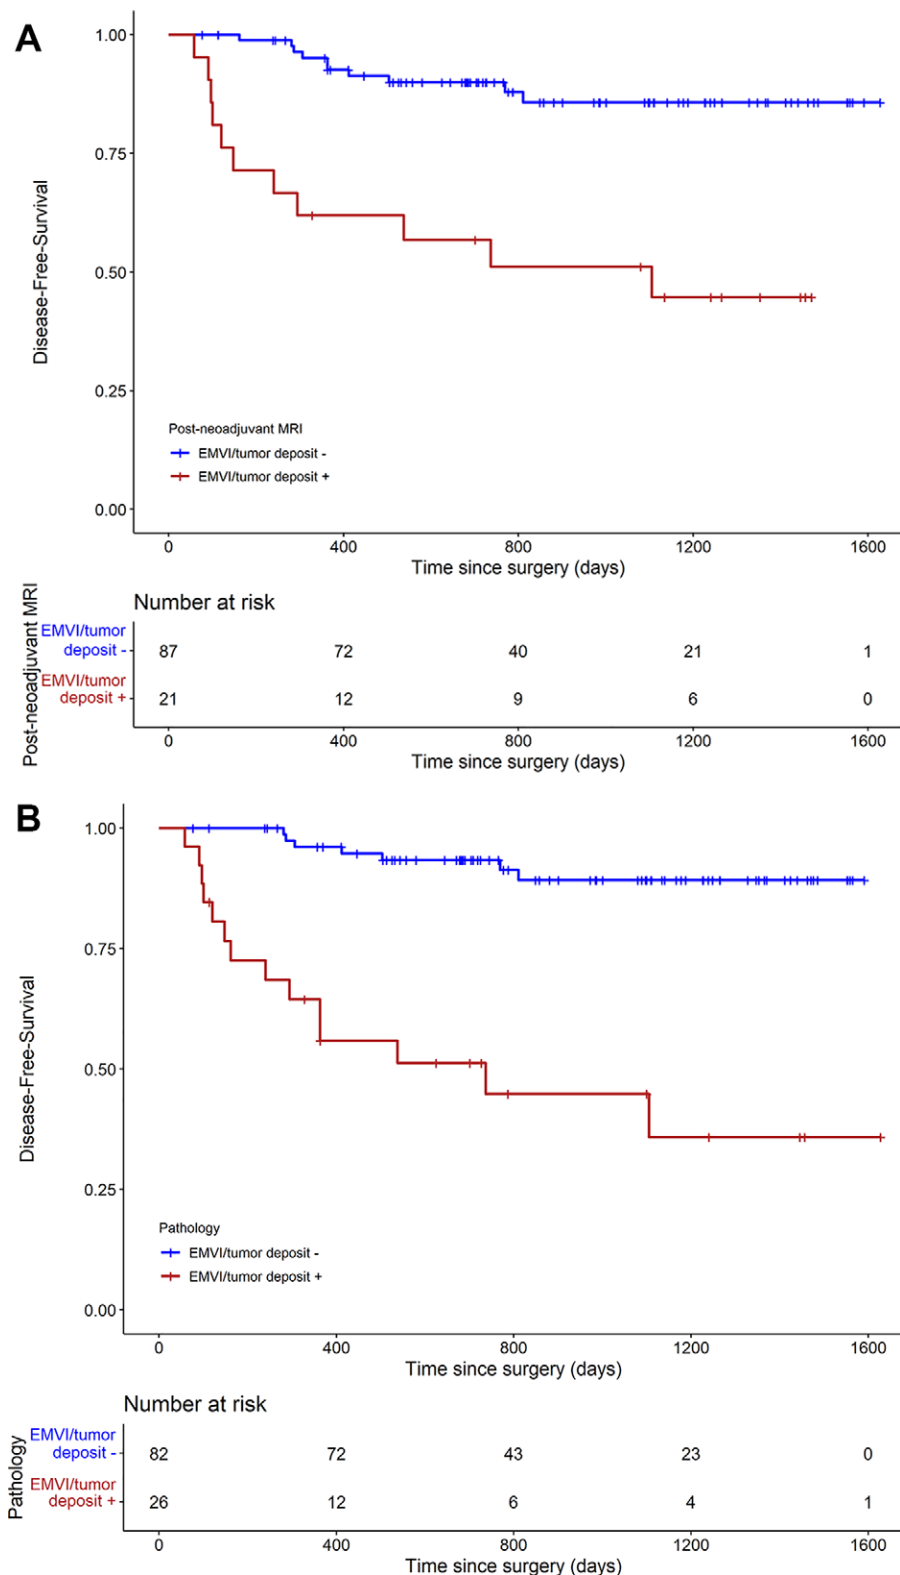 A
1.00
0.75
0.50
0.25
0.00
Disease-Free-Survival
Post-neoadjuvant MRI
EMVI/tumor deposit -
EMVI/tumor deposit +
0 400 800 1200 1600
Time since surgery (days)
Number at risk
Post-neoadjuvant MRI
EMVI/tumor
deposit - 87 72 40 21 1
EMVI/tumor
deposit + 21 12 9 6 0
0 400 800 1200 1600
Time since surgery (days)
B
1.00
0.75
0.50
0.25
0.00
Disease-Free-Survival
Pathology
EMVI/tumor deposit -
EMVI/tumor deposit +
0 400 800 1200 1600
Time since surgery (days)
Number at risk
Pathology
EMVI/tumor
deposit - 82 72 43 23 0
EMVI/tumor
deposit + 26 12 6 4 1
0 400 800 1200 1600
Time since surgery (days)